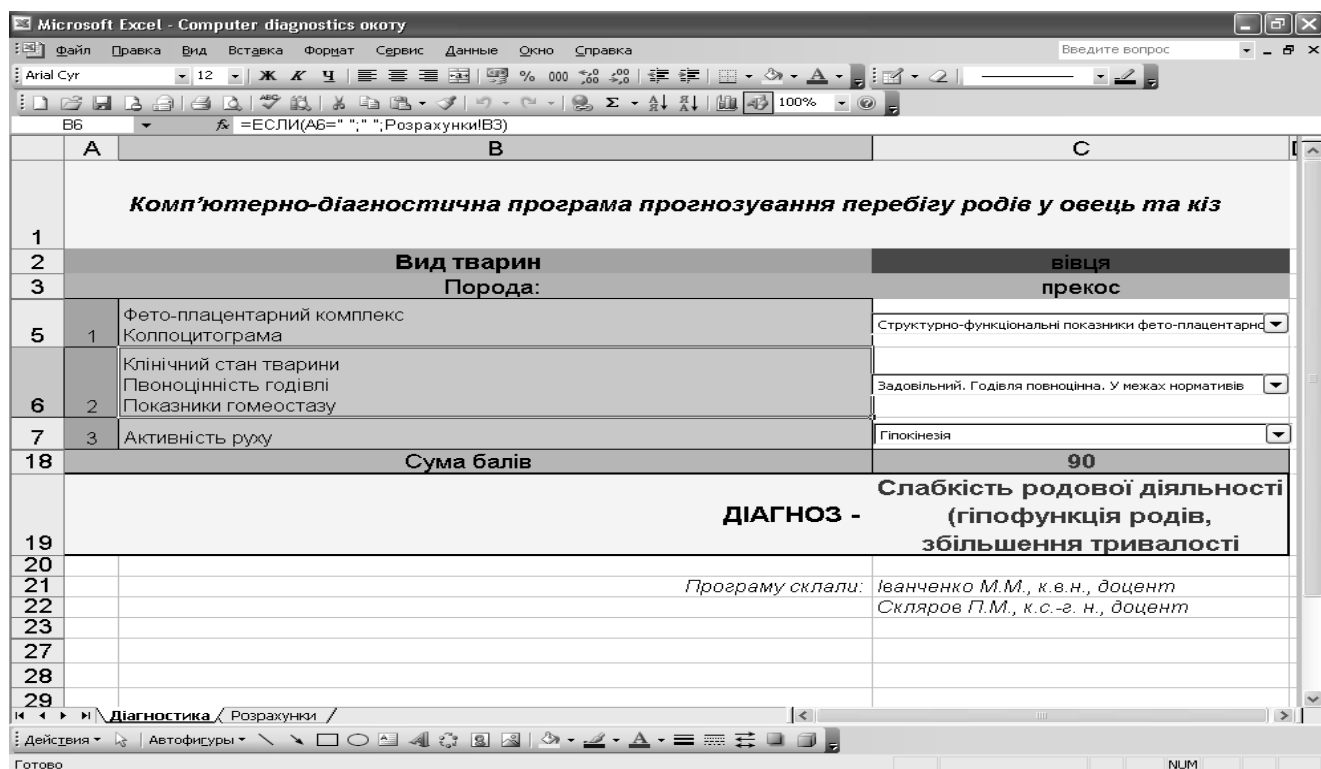 Microsoft Excel - Computer diagnostics окоту
Файл Правка Вид Вставка Формат Сервис Данные Окно Справка Введите вопрос
Arial Cyr 12 Ж К Ч % 000
Σ 100%
B6 fx =ЕСЛИ(A6=" ";" ";Розрахунки!B3)
A B C D
1 Комп'ютерно-діагностична програма прогнозування перебігу родів у овець та кіз
2 Вид тварин вівця
3 Порода: прекос
5 1 Фето-плацентарний комплекс
Колпоцитограма
Структурно-функціональні показники фето-плацентарно
6 2 Клінічний стан тварини
Пвоноцінність годівлі
Показники гомеостазу
Задовільний. Годівля повноцінна. У межах нормативів
7 3 Активність руху Гіпокінезія
18 Сума балів 90
19 ДІАГНОЗ - Слабкість родової діяльності
(гіпофункція родів,
збільшення тривалості
20
21 Програму склали: Іванченко М.М., к.в.н., доцент
22 Скляров П.М., к.с.-г. н., доцент
23
27
28
29
Діагностика Розрахунки
Действия Автофигуры
Готово NUM